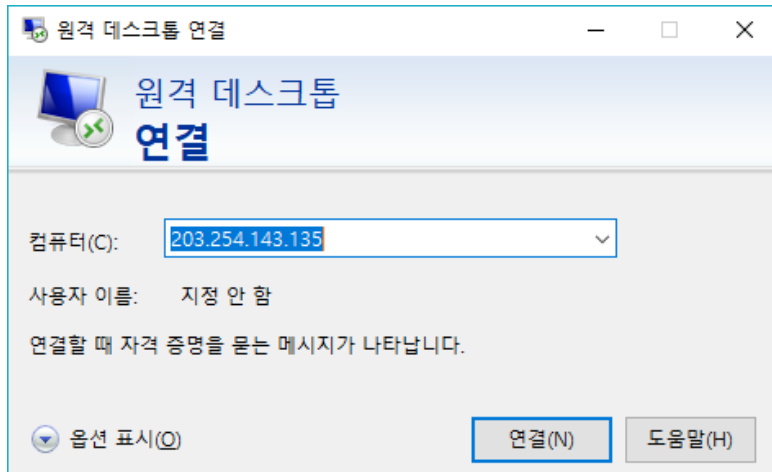 원격 데스크톱 연결
원격 데스크톱
연결
컴퓨터(C):
203.254.143.135
사용자 이름:
지정 안 함
연결할 때 자격 증명을 묻는 메시지가 나타납니다.
옵션 표시(O)
연결(N)
도움말(H)